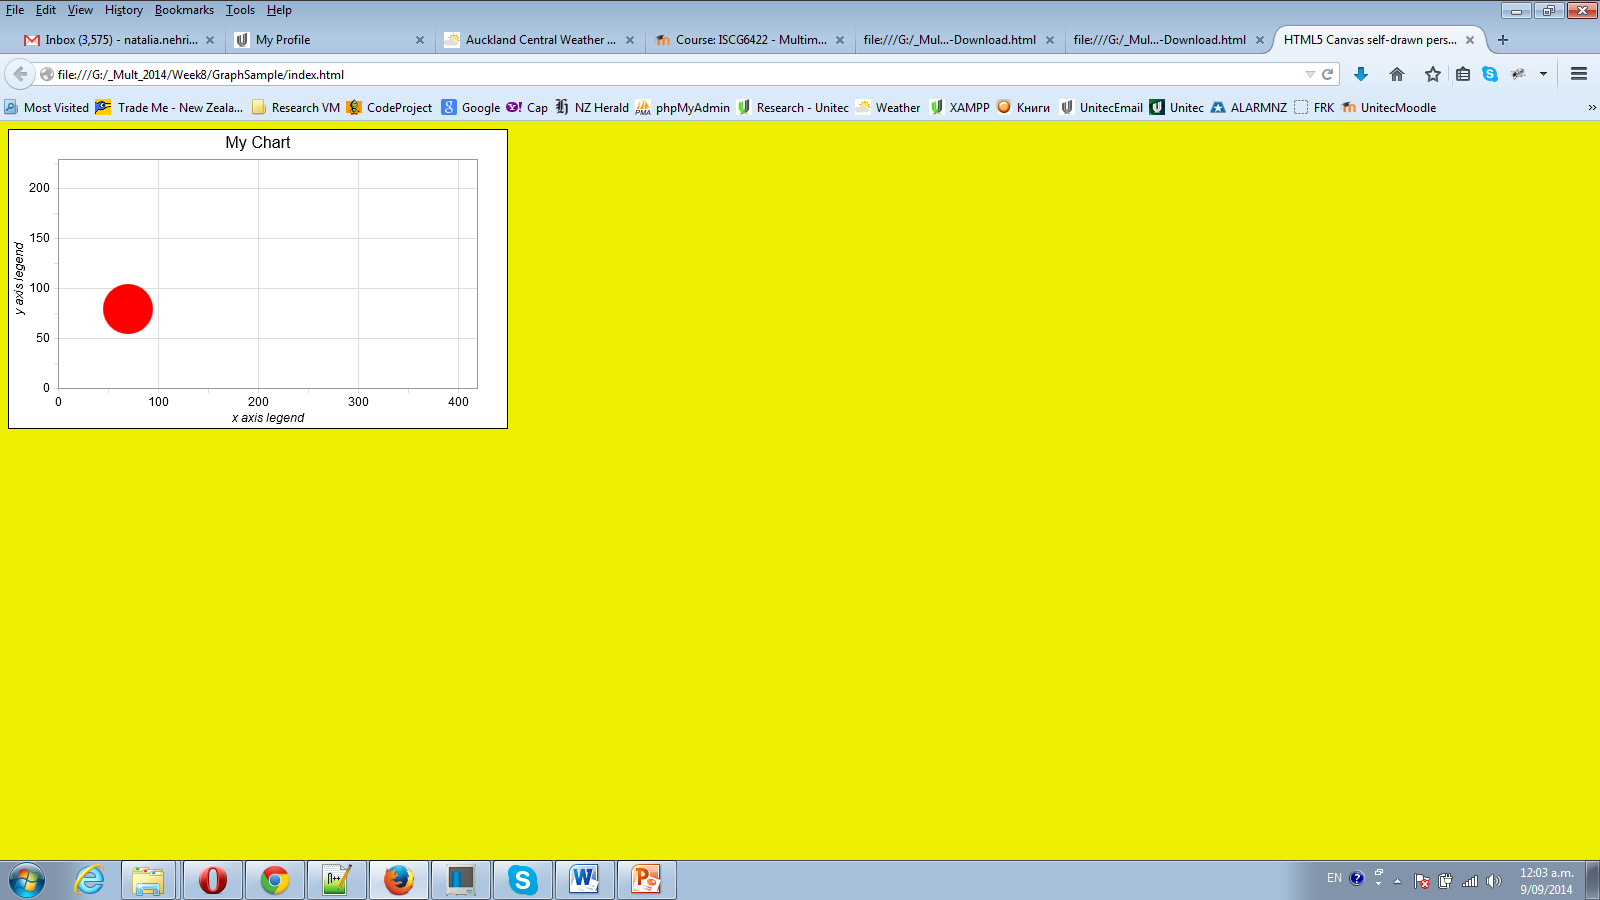 File Edit View History Bookmarks Tools Help
Inbox (3,575) - natalia.nehri... My Profile Auckland Central Weather ... Course: ISCG6422 - Multim... file:///G:/_Mul...-Download.html file:///G:/_Mul...-Download.html HTML5 Canvas self-drawn pers...
file:///G:/_Mult_2014/Week8/GraphSample/index.html
Most Visited Trade Me - New Zeala... Research VM CodeProject Google Cap NZ Herald phpMyAdmin Research - Unitec Weather XAMPP Книги UnitecEmail Unitec ALARMNZ FRK UnitecMoodle
My Chart
200
150
100
50
0
y axis legend
0 100 200 300 400
x axis legend
EN
12:03 a.m.
9/09/2014